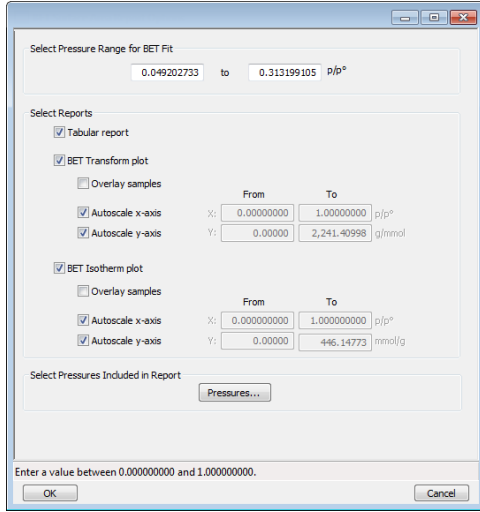 Select Pressure Range for BET Fit
0.049202733 to 0.313199105 p/p°
Select Reports
Tabular report
BET Transform plot
Overlay samples
From To
Autoscale x-axis X: 0.00000000 1.00000000 p/p°
Autoscale y-axis Y: 0.00000 2,241.40998 g/mmol
BET Isotherm plot
Overlay samples
From To
Autoscale x-axis X: 0.000000000 1.000000000 p/p°
Autoscale y-axis Y: 0.00000 446.14773 mmol/g
Select Pressures Included in Report
Pressures...
Enter a value between 0.000000000 and 1.000000000.
OK Cancel